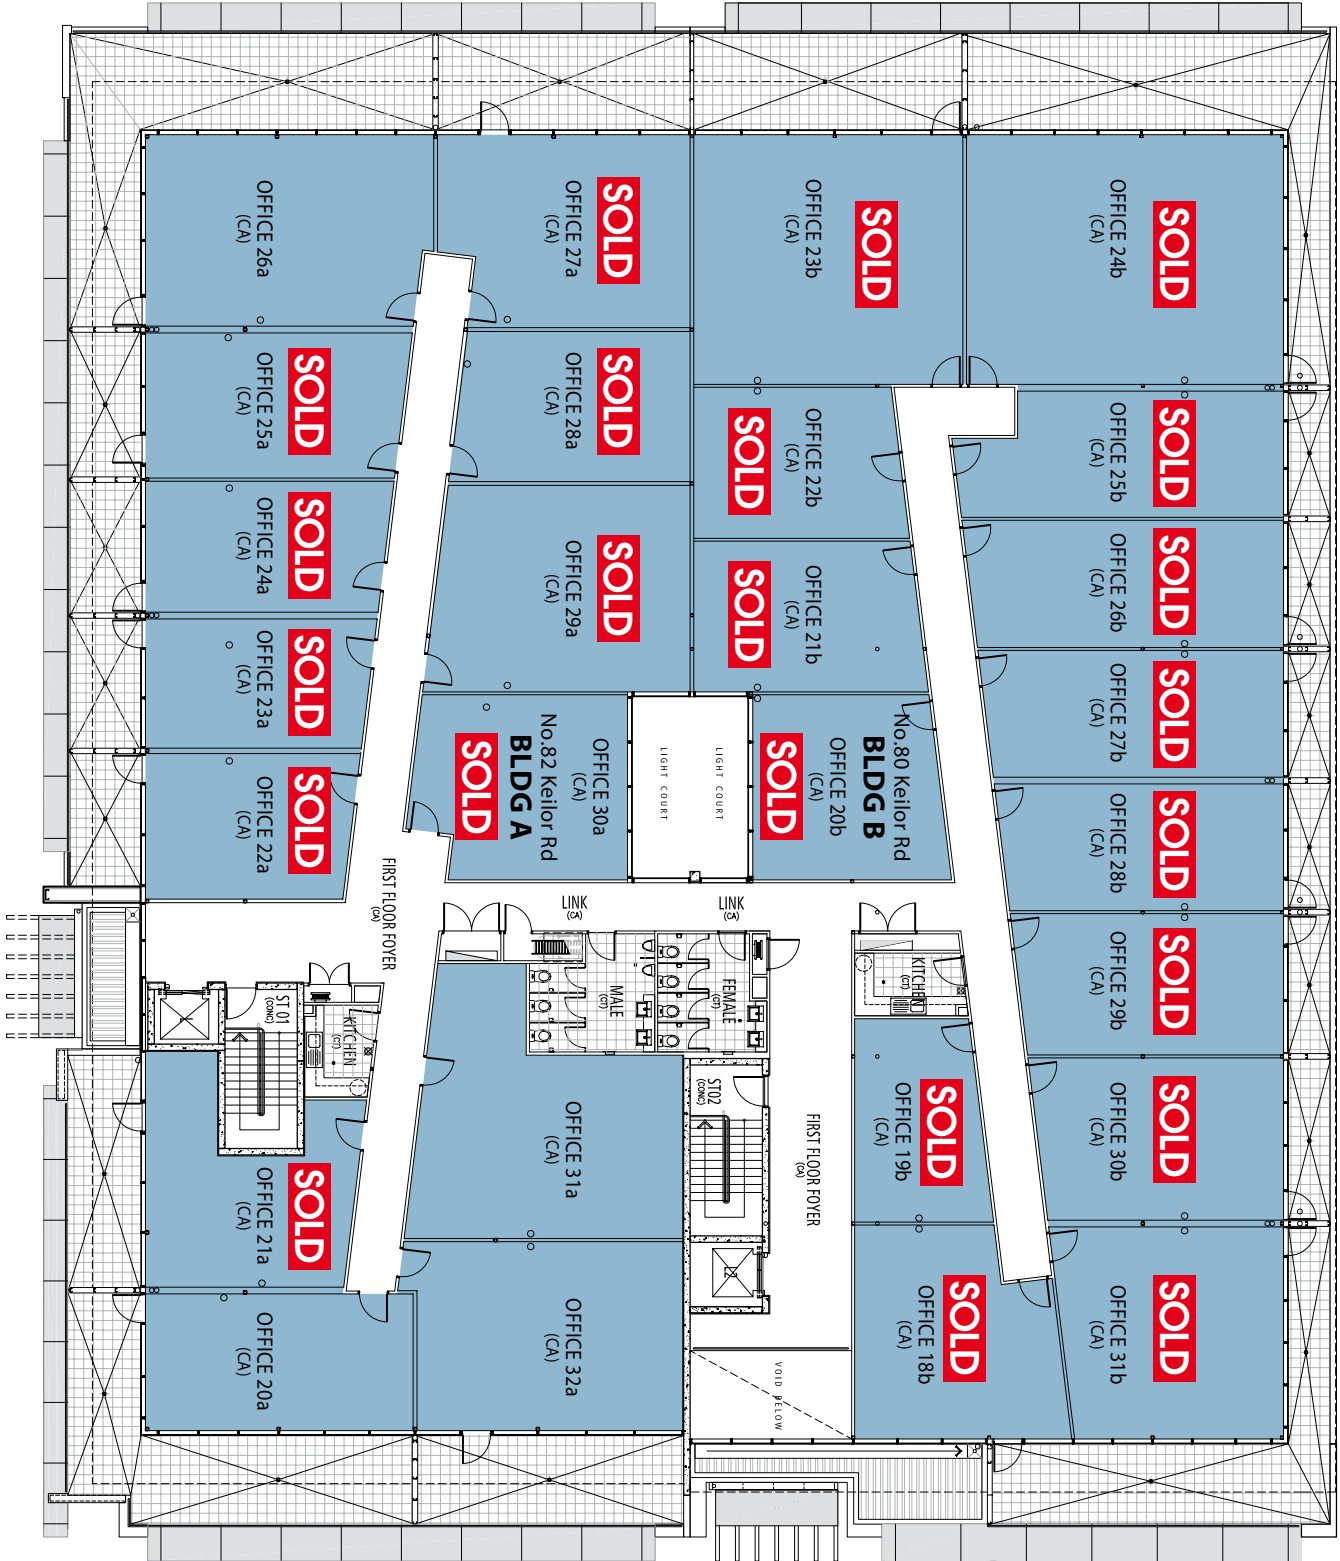 OFFICE 26a
(CA)
SOLD
OFFICE 27a
(CA)
SOLD
OFFICE 23b
(CA)
SOLD
OFFICE 24b
(CA)
SOLD
OFFICE 25a
(CA)
SOLD
OFFICE 28a
(CA)
SOLD
OFFICE 22b
(CA)
SOLD
OFFICE 25b
(CA)
SOLD
OFFICE 24a
(CA)
SOLD
OFFICE 29a
(CA)
SOLD
OFFICE 21b
(CA)
SOLD
OFFICE 26b
(CA)
SOLD
OFFICE 23a
(CA)
SOLD
OFFICE 27b
(CA)
SOLD
OFFICE 22a
(CA)
SOLD
No.82 Keilor Rd
BLDG A
OFFICE 30a
(CA)
SOLD
LIGHT COURT
LIGHT COURT
No.80 Keilor Rd
BLDG B
OFFICE 20b
(CA)
SOLD
OFFICE 28b
(CA)
SOLD
FIRST FLOOR FOYER
(CA)
LINK
(CA)
LINK
(CA)
OFFICE 29b
(CA)
SOLD
ST 01
(CONC)
KITCHEN
(CT)
MALE
(CT)
FEMALE
(CT)
KITCHEN
(CT)
ST02
(CONC)
FIRST FLOOR FOYER
(CA)
OFFICE 19b
(CA)
SOLD
OFFICE 30b
(CA)
SOLD
OFFICE 21a
(CA)
SOLD
OFFICE 31a
(CA)
OFFICE 20a
(CA)
OFFICE 32a
(CA)
VOID BELOW
OFFICE 18b
(CA)
SOLD
OFFICE 31b
(CA)
SOLD